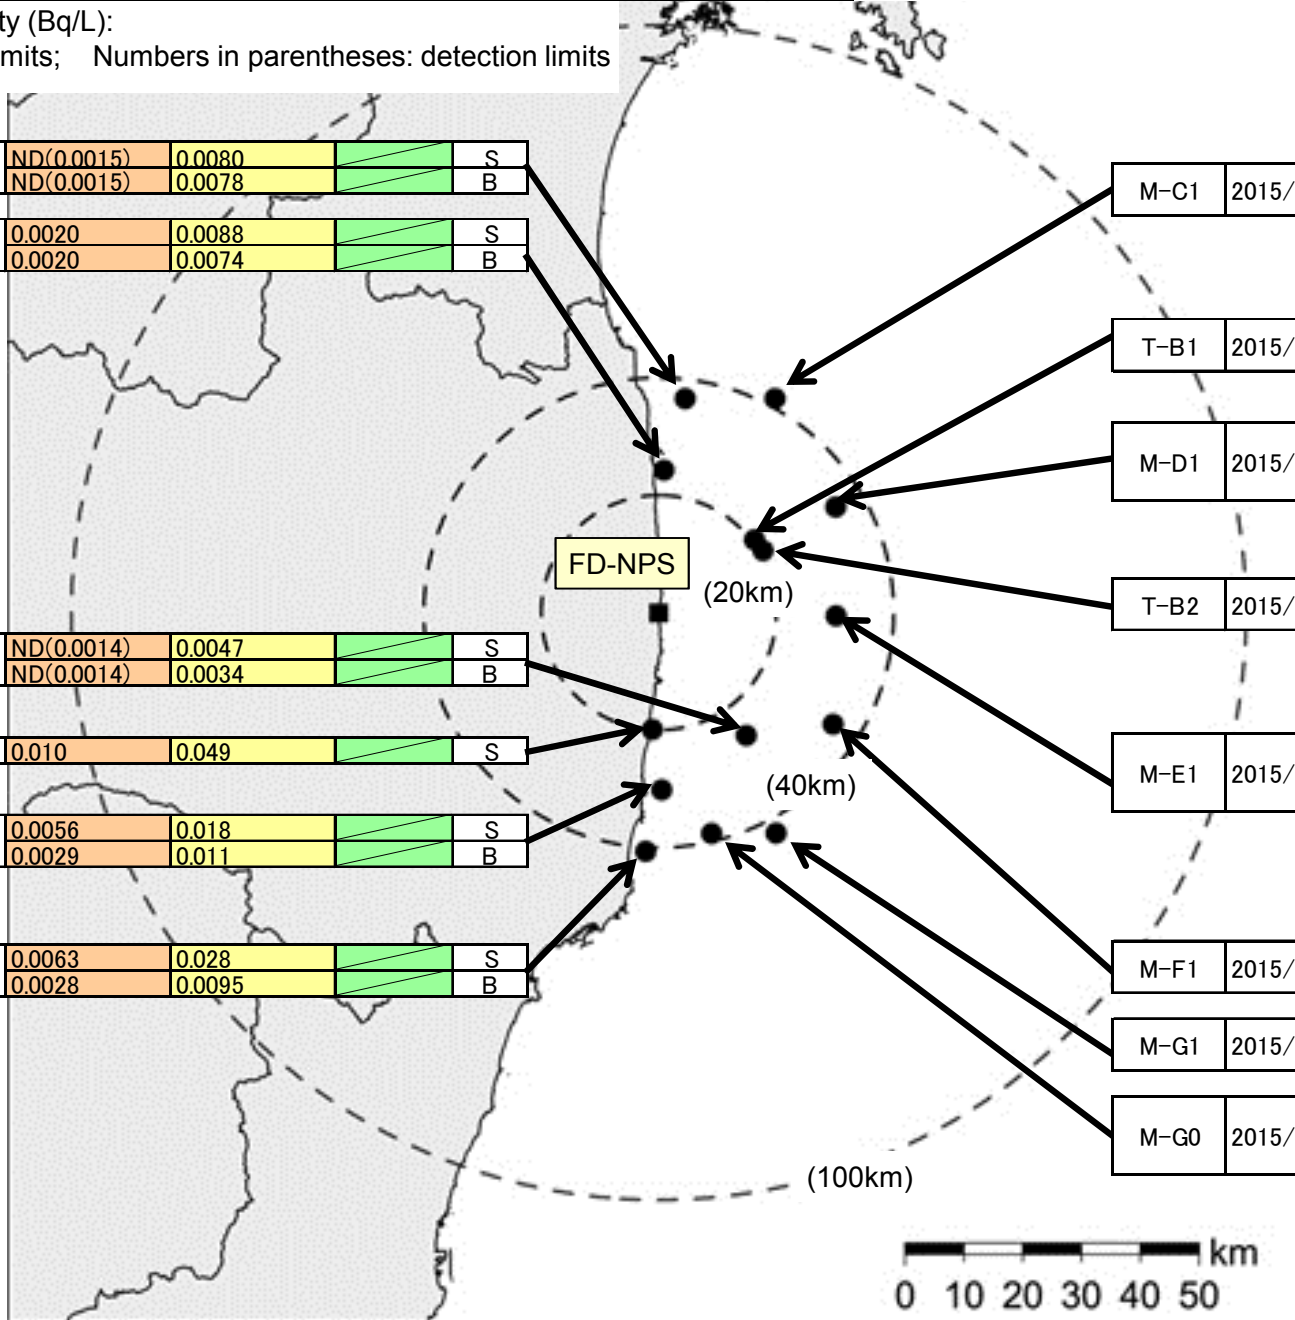 ty (Bq/L):
mits; Numbers in parentheses: detection limits
ND(0.0015) 0.0080 S
ND(0.0015) 0.0078 B
M-C1 2015/
0.0020 0.0088 S
0.0020 0.0074 B
T-B1 2015/
M-D1 2015/
FD-NPS
(20km)
T-B2 2015/
ND(0.0014) 0.0047 S
ND(0.0014) 0.0034 B
0.010 0.049 S
M-E1 2015/
(40km)
0.0056 0.018 S
0.0029 0.011 B
0.0063 0.028 S
0.0028 0.0095 B
M-F1 2015/
M-G1 2015/
M-G0 2015/
(100km)
km
0 10 20 30 40 50